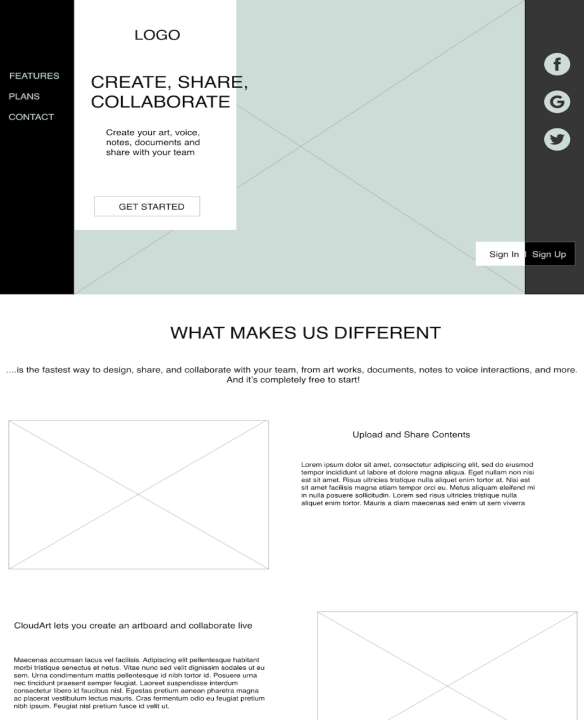 LOGO
FEATURES
PLANS
CONTACT
CREATE, SHARE,
COLLABORATE
Create your art, voice,
notes, documents and
share with your team
GET STARTED
Sign In | Sign Up
WHAT MAKES US DIFFERENT
....is the fastest way to design, share, and collaborate with your team, from art works, documents, notes to voice interactions, and more.
And it's completely free to start!
Upload and Share Contents
Lorem ipsum dolor sit amet, consectetur adipiscing elit, sed do eiusmod
tempor incididunt ut labore et dolore magna aliqua. Eget nullam non nisi
est sit amet. Risus ultricies tristique nulla aliquet enim tortor at. Nisi est
sit amet facilisis magna etiam tempor orci eu. Metus aliquam eleifend mi
in nulla posuere sollicitudin. Lorem sed risus ultricies tristique nulla
aliquet enim tortor. Mauris a diam maecenas sed enim ut sem viverra
CloudArt lets you create an artboard and collaborate live
Maecenas accumsan lacus vel facilisis. Adipiscing elit pellentesque habitant
morbi tristique senectus et netus. Vitae nunc sed velit dignissim sodales ut eu
sem. Urna condimentum mattis pellentesque id nibh tortor id. Posuere urna
nec tincidunt praesent semper feugiat. Laoreet suspendisse interdum
consectetur libero id faucibus nisl. Egestas pretium aenean pharetra magna
ac placerat vestibulum lectus mauris. Cras fermentum odio eu feugiat pretium
nibh ipsum. Feugiat nisl pretium fusce id velit ut.